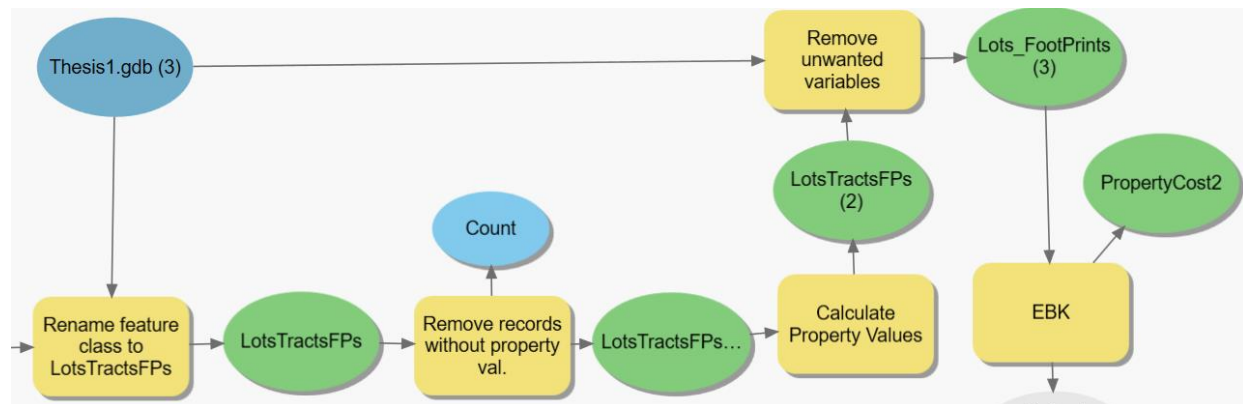 Thesis1.gdb (3)
Remove
unwanted
variables
Lots_FootPrints
(3)
LotsTractsFPs
(2)
PropertyCost2
Count
Rename feature
class to
LotsTractsFPs
LotsTractsFPs
Remove records
without property
val.
LotsTractsFPs...
Calculate
Property Values
EBK